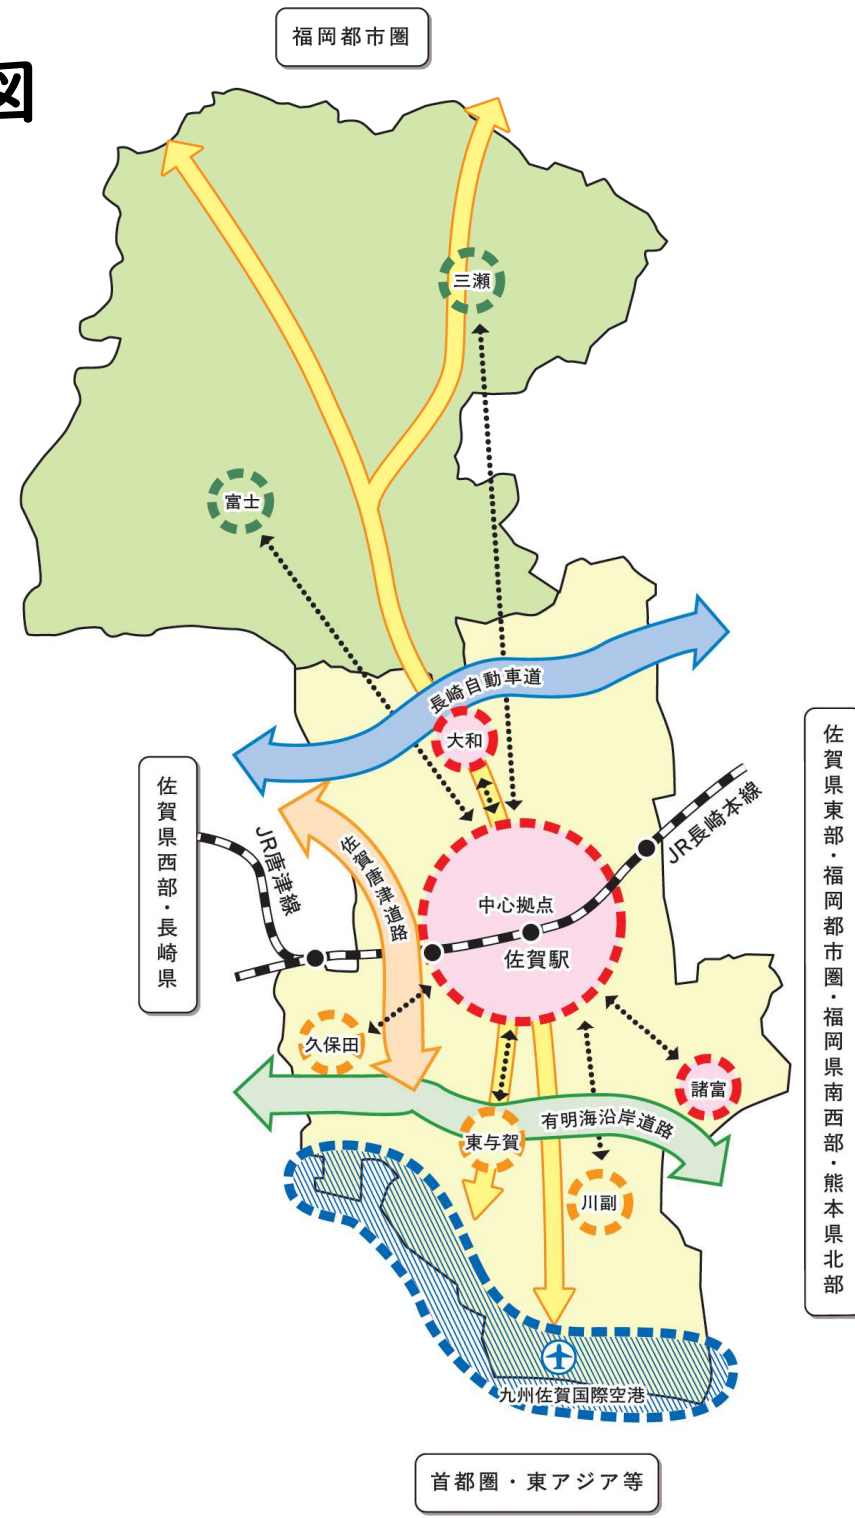 福岡都市圏
図
三瀬
富士
長崎自動車道
大和
佐賀県西部・長崎県
佐賀県東部・福岡都市圏・福岡県南西部・熊本県北部
JR唐津線
佐賀唐津道路
JR長崎本線
中心拠点
佐賀駅
久保田
諸富
有明海沿岸道路
東与賀
川副
九州佐賀国際空港
首都圏・東アジア等